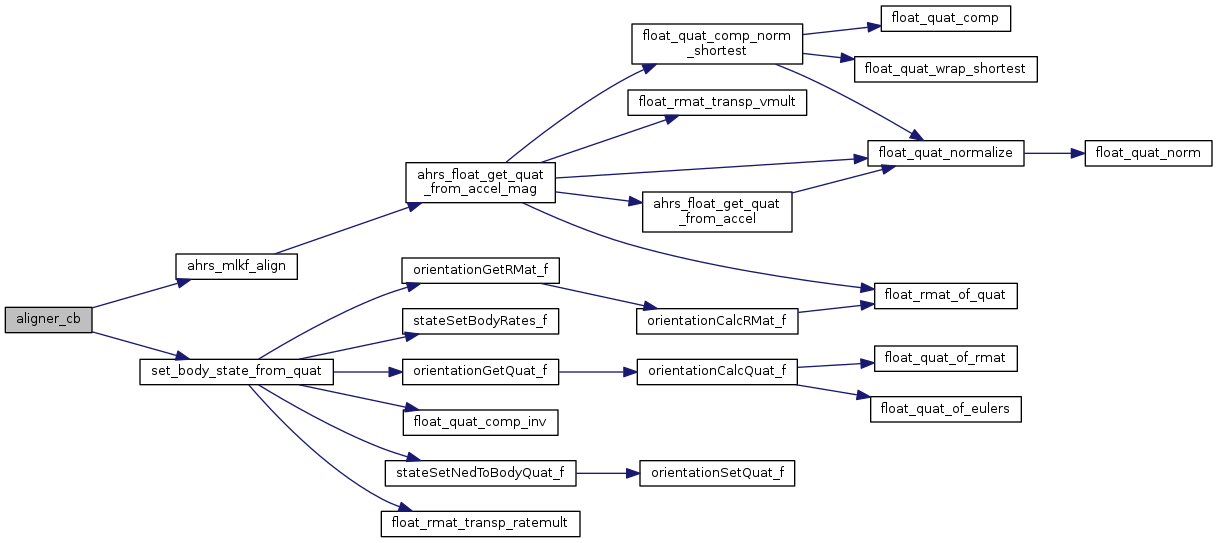 aligner_cb
ahrs_mlkf_align
set_body_state_from_quat
ahrs_float_get_quat
_from_accel_mag
orientationGetRMat_f
stateSetBodyRates_f
orientationGetQuat_f
float_quat_comp_inv
stateSetNedToBodyQuat_f
float_rmat_transp_ratemult
float_quat_comp_norm
_shortest
float_rmat_transp_vmult
ahrs_float_get_quat
_from_accel
orientationCalcRMat_f
orientationCalcQuat_f
orientationSetQuat_f
float_quat_comp
float_quat_wrap_shortest
float_quat_normalize
float_rmat_of_quat
float_quat_of_rmat
float_quat_of_eulers
float_quat_norm